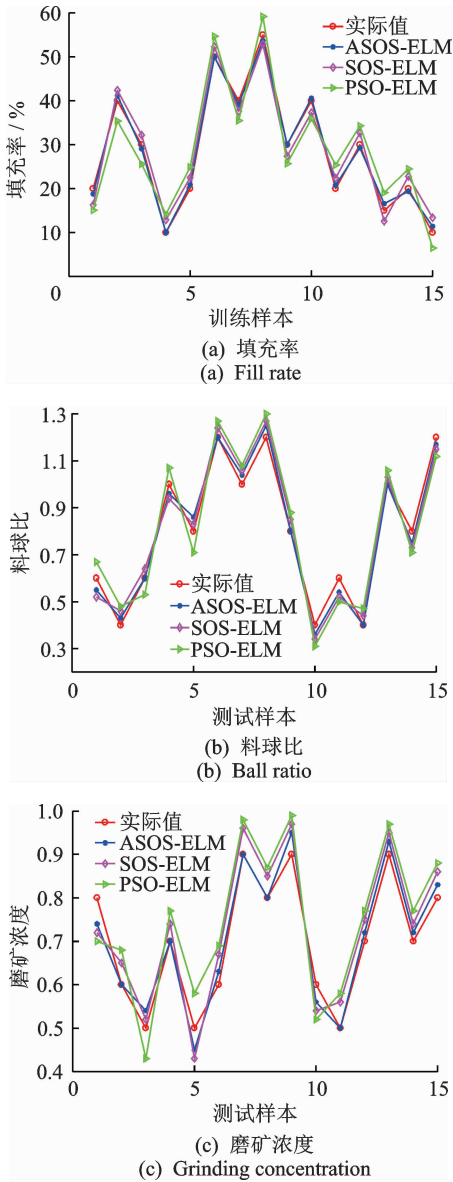 60
50
40
30
20
10
0
5
10
15
填充率 / %
实际值
ASOS-ELM
SOS-ELM
PSO-ELM
训练样本
(a) 填充率
(a) Fill rate
1.3
1.1
0.9
0.7
0.5
0.3
0
5
10
15
料球比
实际值
ASOS-ELM
SOS-ELM
PSO-ELM
测试样本
(b) 料球比
(b) Ball ratio
1.0
0.9
0.8
0.7
0.6
0.5
0.4
0
5
10
15
磨矿浓度
实际值
ASOS-ELM
SOS-ELM
PSO-ELM
测试样本
(c) 磨矿浓度
(c) Grinding concentration